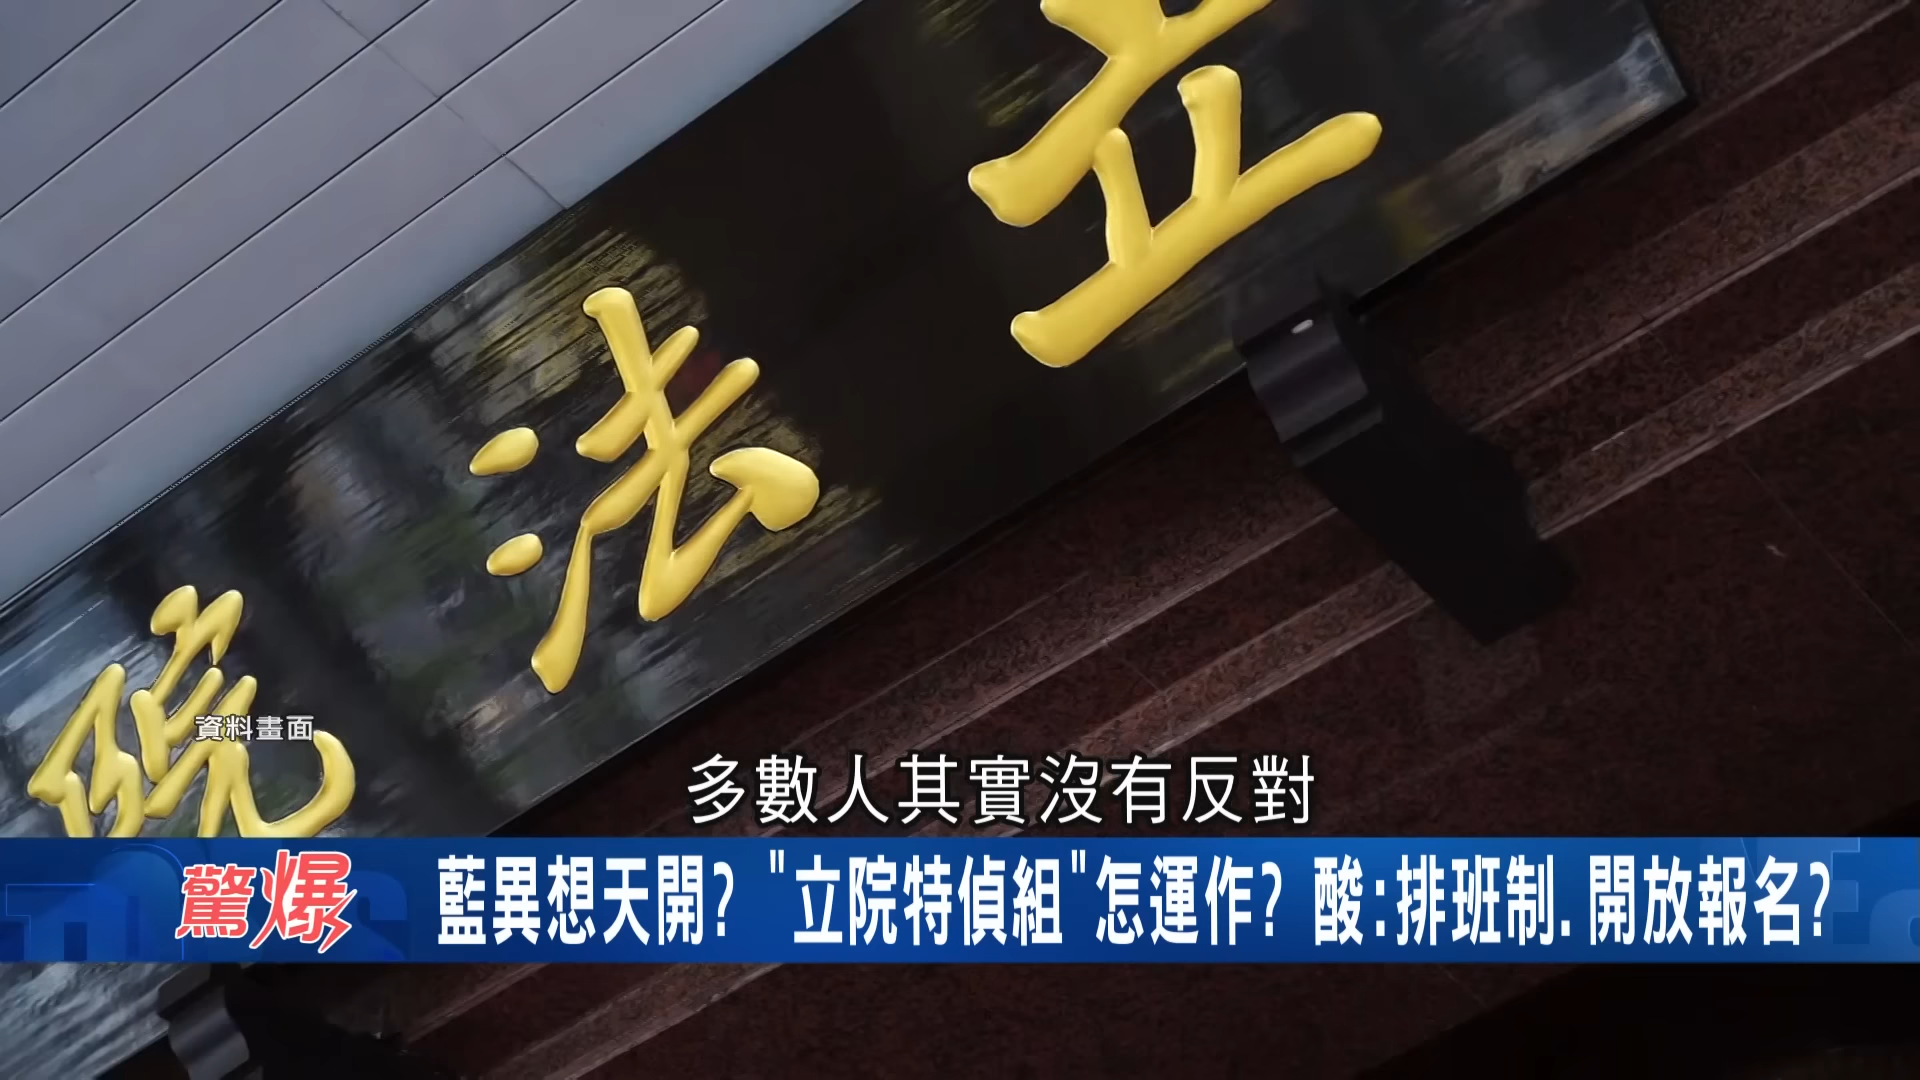 立法院
資料畫面
多數人其實沒有反對
驚爆
藍異想天開? "立院特偵組"怎運作? 酸:排班制.開放報名?